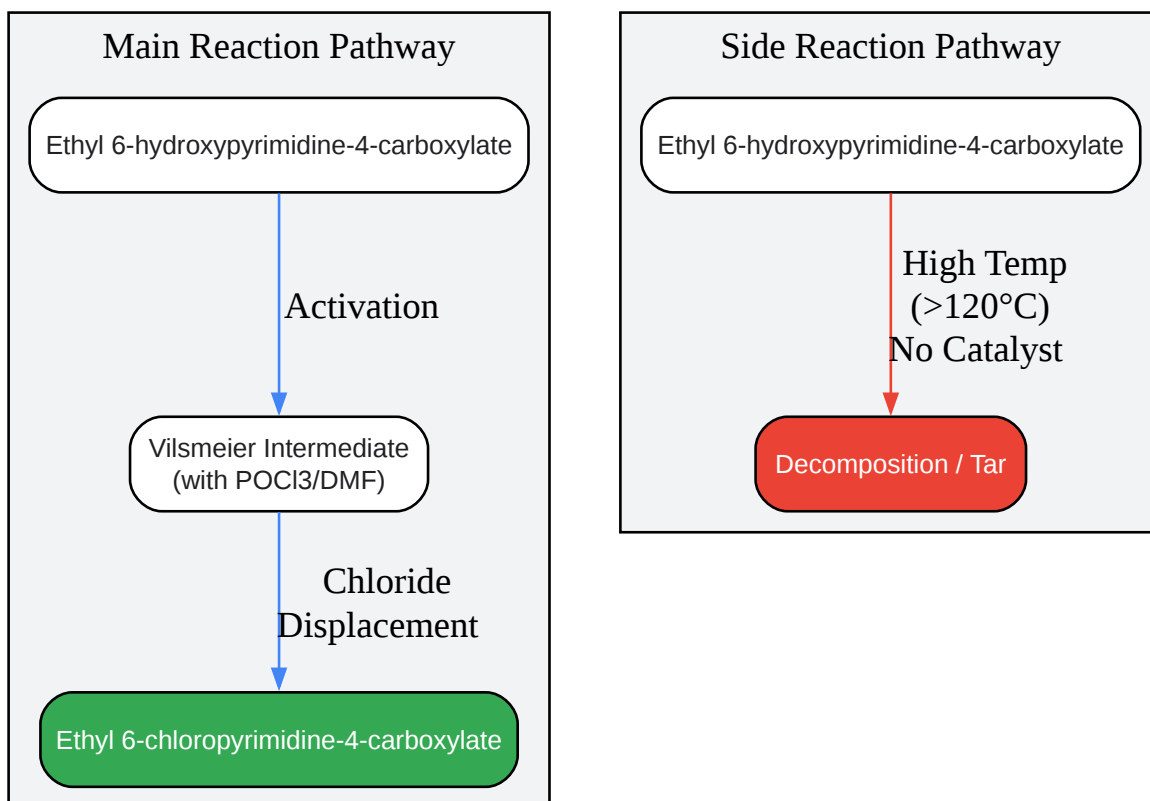 Main Reaction Pathway
Ethyl 6-hydroxypyrimidine-4-carboxylate
Activation
Vilsmeier Intermediate
(with POCl3/DMF)
Chloride
Displacement
Ethyl 6-chloropyrimidine-4-carboxylate
Side Reaction Pathway
Ethyl 6-hydroxypyrimidine-4-carboxylate
High Temp
(>120°C)
No Catalyst
Decomposition / Tar